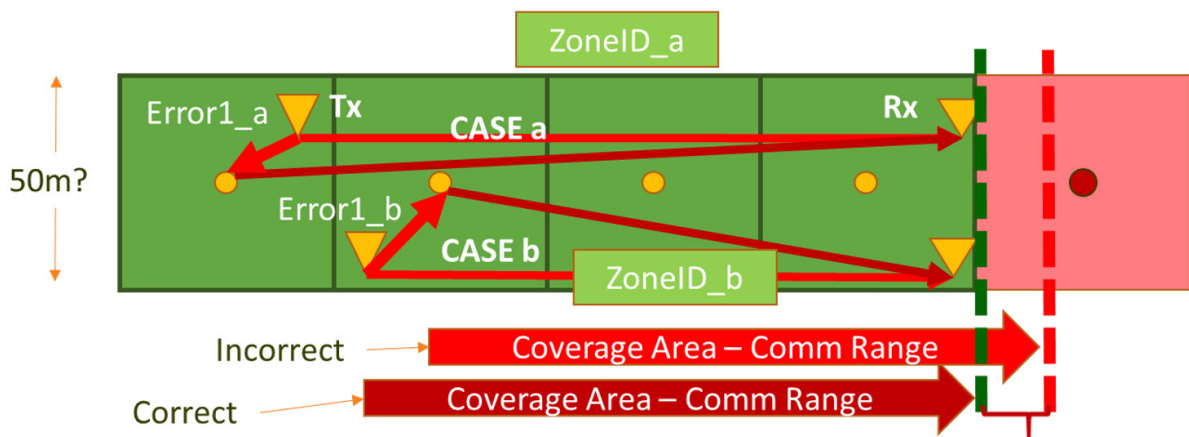 ZoneID_a
Error1_a
Tx
Rx
CASE a
50m?
Error1_b
CASE b
ZoneID_b
Incorrect
Coverage Area – Comm Range
Correct
Coverage Area – Comm Range